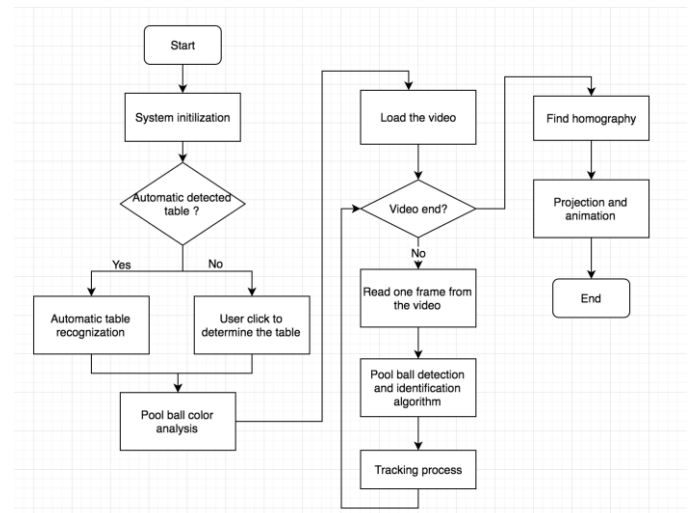 Start
System initilization
Automatic detected
table ?
Yes
No
Automatic table
recognization
User click to
determine the table
Pool ball color
analysis
Load the video
Video end?
No
Read one frame from
the video
Pool ball detection
and identification
algorithm
Tracking process
Find homography
Projection and
animation
End